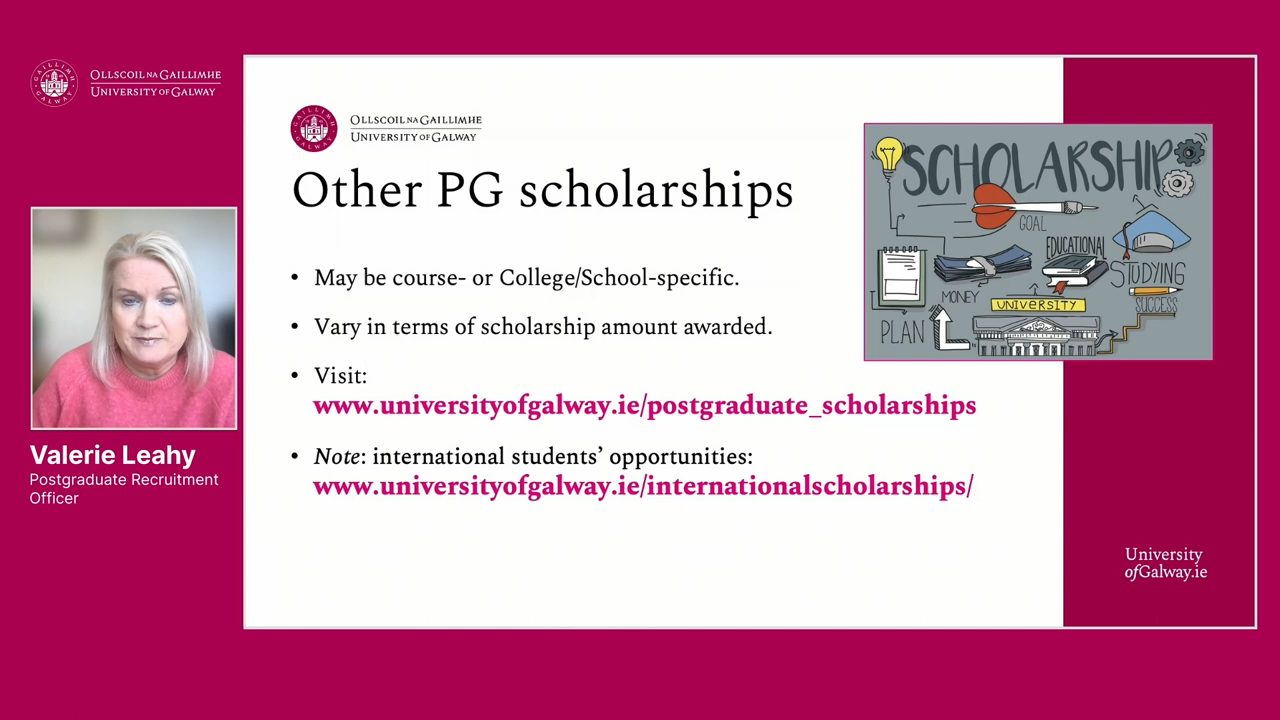 OLLSCOIL NA GAILLIMHE
UNIVERSITY OF GALWAY
Valerie Leahy
Postgraduate Recruitment
Officer
OLLSCOIL NA GAILLIMHE
UNIVERSITY OF GALWAY
Other PG scholarships
• May be course- or College/School-specific.
• Vary in terms of scholarship amount awarded.
• Visit:
www.universityofgalway.ie/postgraduate_scholarships
• Note: international students’ opportunities:
www.universityofgalway.ie/internationalscholarships/
SCHOLARSHIP
GOAL
EDUCATIONAL
STUDYING
MONEY
UNIVERSITY
SUCCESS
PLAN
University
ofGalway.ie